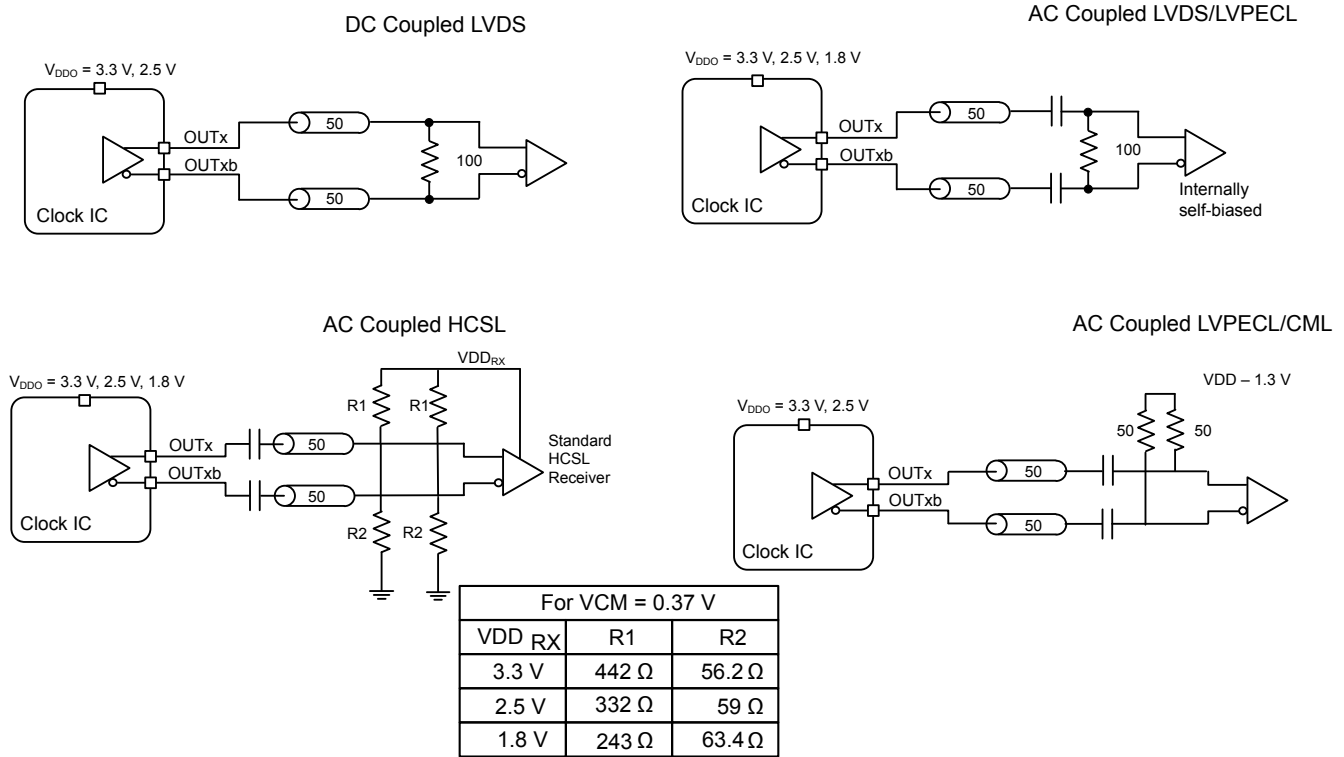 DC Coupled LVDS
V_DDO = 3.3 V, 2.5 V
OUTx
OUTxb
50
50
100
Clock IC
AC Coupled LVDS/LVPECL
V_DDO = 3.3 V, 2.5 V, 1.8 V
OUTx
OUTxb
50
50
100
Internally
self-biased
Clock IC
AC Coupled HCSL
V_DDO = 3.3 V, 2.5 V, 1.8 V
VDD_RX
R1
R1
OUTx
OUTxb
50
50
Standard
HCSL
Receiver
R2
R2
Clock IC
AC Coupled LVPECL/CML
VDD – 1.3 V
V_DDO = 3.3 V, 2.5 V
50
50
OUTx
OUTxb
50
50
Clock IC
For VCM = 0.37 V
VDD RX R1 R2
3.3 V 442 Ω 56.2 Ω
2.5 V 332 Ω 59 Ω
1.8 V 243 Ω 63.4 Ω